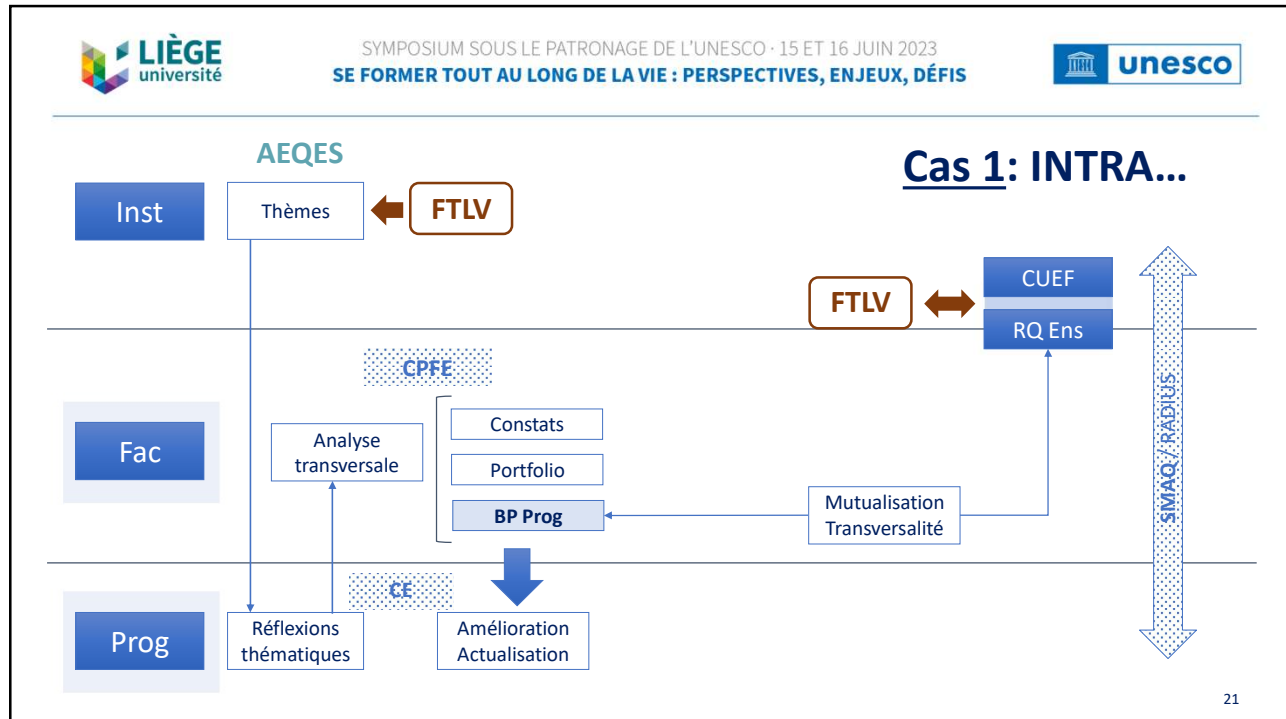 LIÈGE
université
SYMPOSIUM SOUS LE PATRONAGE DE L'UNESCO · 15 ET 16 JUIN 2023
SE FORMER TOUT AU LONG DE LA VIE : PERSPECTIVES, ENJEUX, DÉFIS
unesco
AEQES
Cas 1: INTRA...
Inst
Thèmes
FTLV
FTLV
CUEF
RQ Ens
CPFE
Fac
Analyse
transversale
Constats
Portfolio
BP Prog
Mutualisation
Transversalité
SMAQ / RADIUS
CE
Prog
Réflexions
thématiques
Amélioration
Actualisation
21